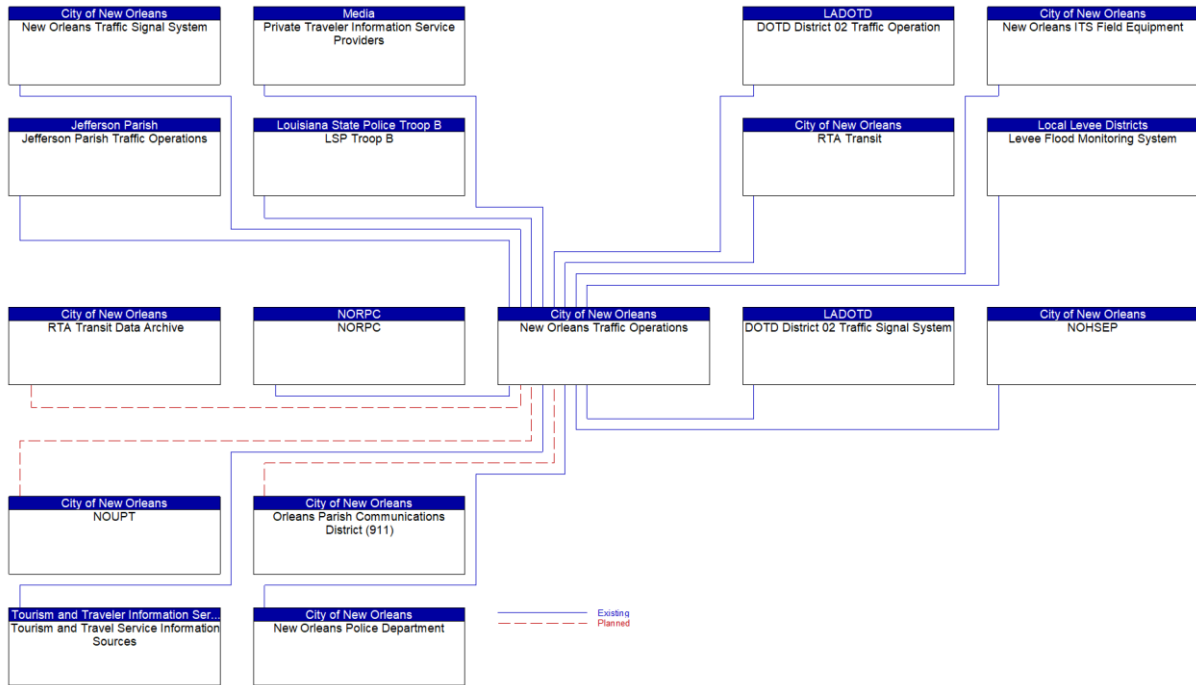 City of New Orleans
New Orleans Traffic Signal System
Media
Private Traveler Information Service
Providers
LADOTD
DOTD District 02 Traffic Operation
City of New Orleans
New Orleans ITS Field Equipment
Jefferson Parish
Jefferson Parish Traffic Operations
Louisiana State Police Troop B
LSP Troop B
City of New Orleans
RTA Transit
Local Levee Districts
Levee Flood Monitoring System
City of New Orleans
RTA Transit Data Archive
NORPC
NORPC
City of New Orleans
New Orleans Traffic Operations
LADOTD
DOTD District 02 Traffic Signal System
City of New Orleans
NOHSEP
City of New Orleans
NOUPT
City of New Orleans
Orleans Parish Communications
District (911)
Tourism and Traveler Information Ser...
Tourism and Travel Service Information
Sources
City of New Orleans
New Orleans Police Department
Existing
Planned